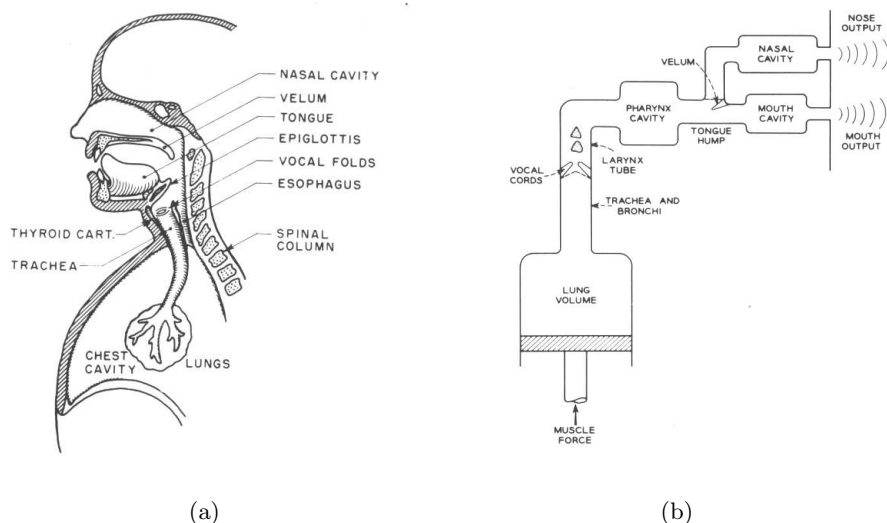 NASAL CAVITY
VELUM
TONGUE
EPIGLOTTIS
VOCAL FOLDS
ESOPHAGUS
THYROID CART.
TRACHEA
SPINAL
COLUMN
CHEST
CAVITY
LUNGS
(a)
NOSE
OUTPUT
NASAL
CAVITY
VELUM
PHARYNX
CAVITY
MOUTH
CAVITY
TONGUE
HUMP
MOUTH
OUTPUT
VOCAL
CORDS
LARYNX
TUBE
TRACHEA AND
BRONCHI
LUNG
VOLUME
MUSCLE
FORCE
(b)